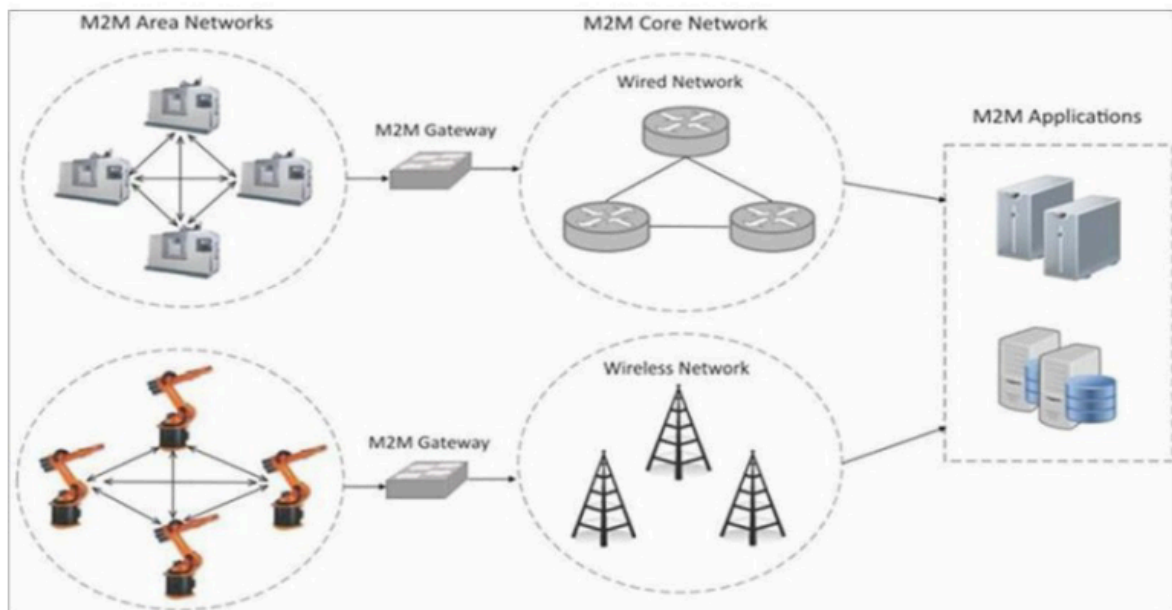 M2M Area Networks
M2M Core Network
Wired Network
M2M Gateway
M2M Applications
Wireless Network
M2M Gateway